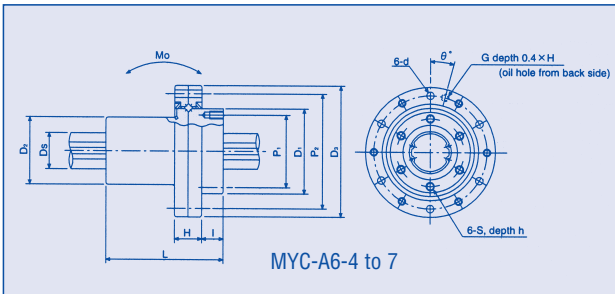 Mo
θ°
6-d
G depth 0.4×H
(oil hole from back side)
D₂
Ds
P₁
D₁
P₂
D₃
H
I
L
6-S, depth h
MYC-A6-4 to 7